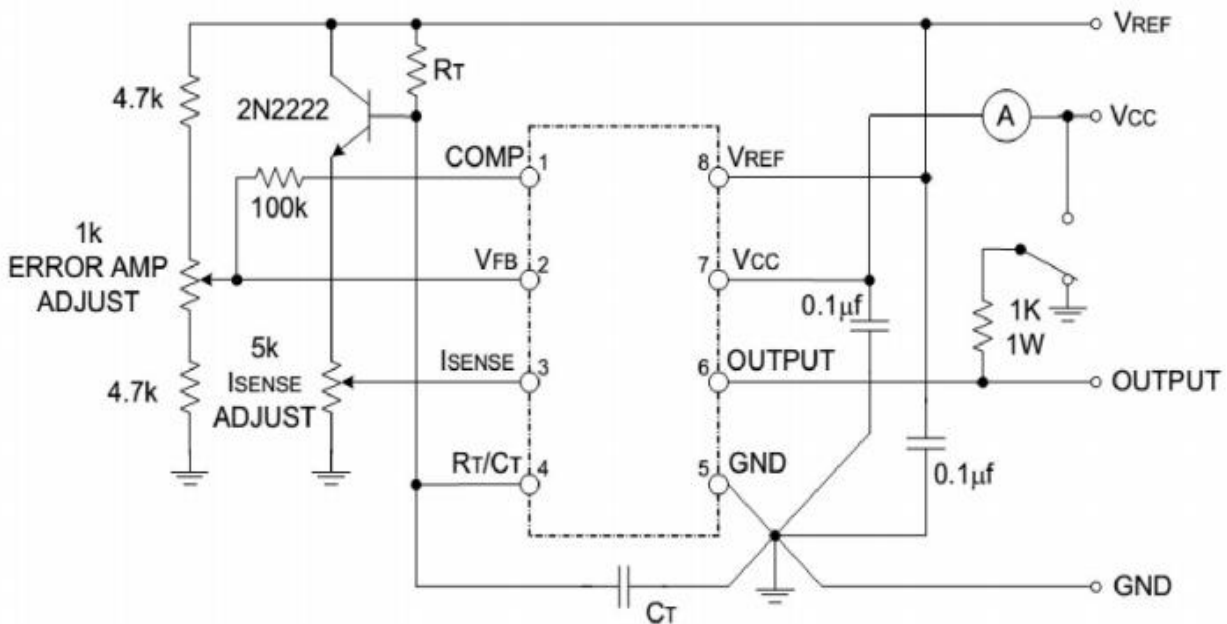 VREF
RT
4.7k
2N2222
A
VCC
COMP
1
8
VREF
100k
1k
ERROR AMP
ADJUST
VFB
2
7
VCC
0.1µf
1K
1W
5k
ISENSE
ADJUST
ISENSE
3
6
OUTPUT
OUTPUT
4.7k
RT/CT
4
5
GND
0.1µf
CT
GND